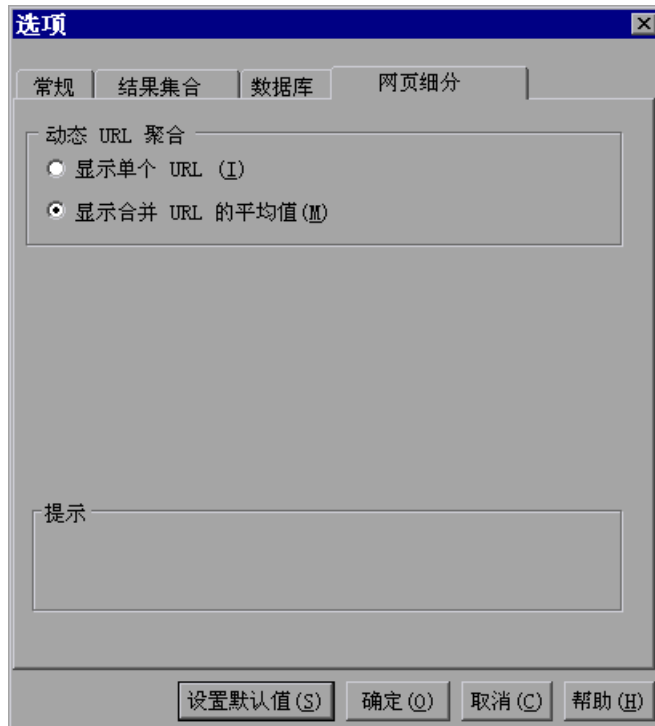 选项
常规 结果集合 数据库 网页细分
动态 URL 聚合
显示单个 URL (I)
显示合并 URL 的平均值(M)
提示
设置默认值(S) 确定(O) 取消(C) 帮助(H)